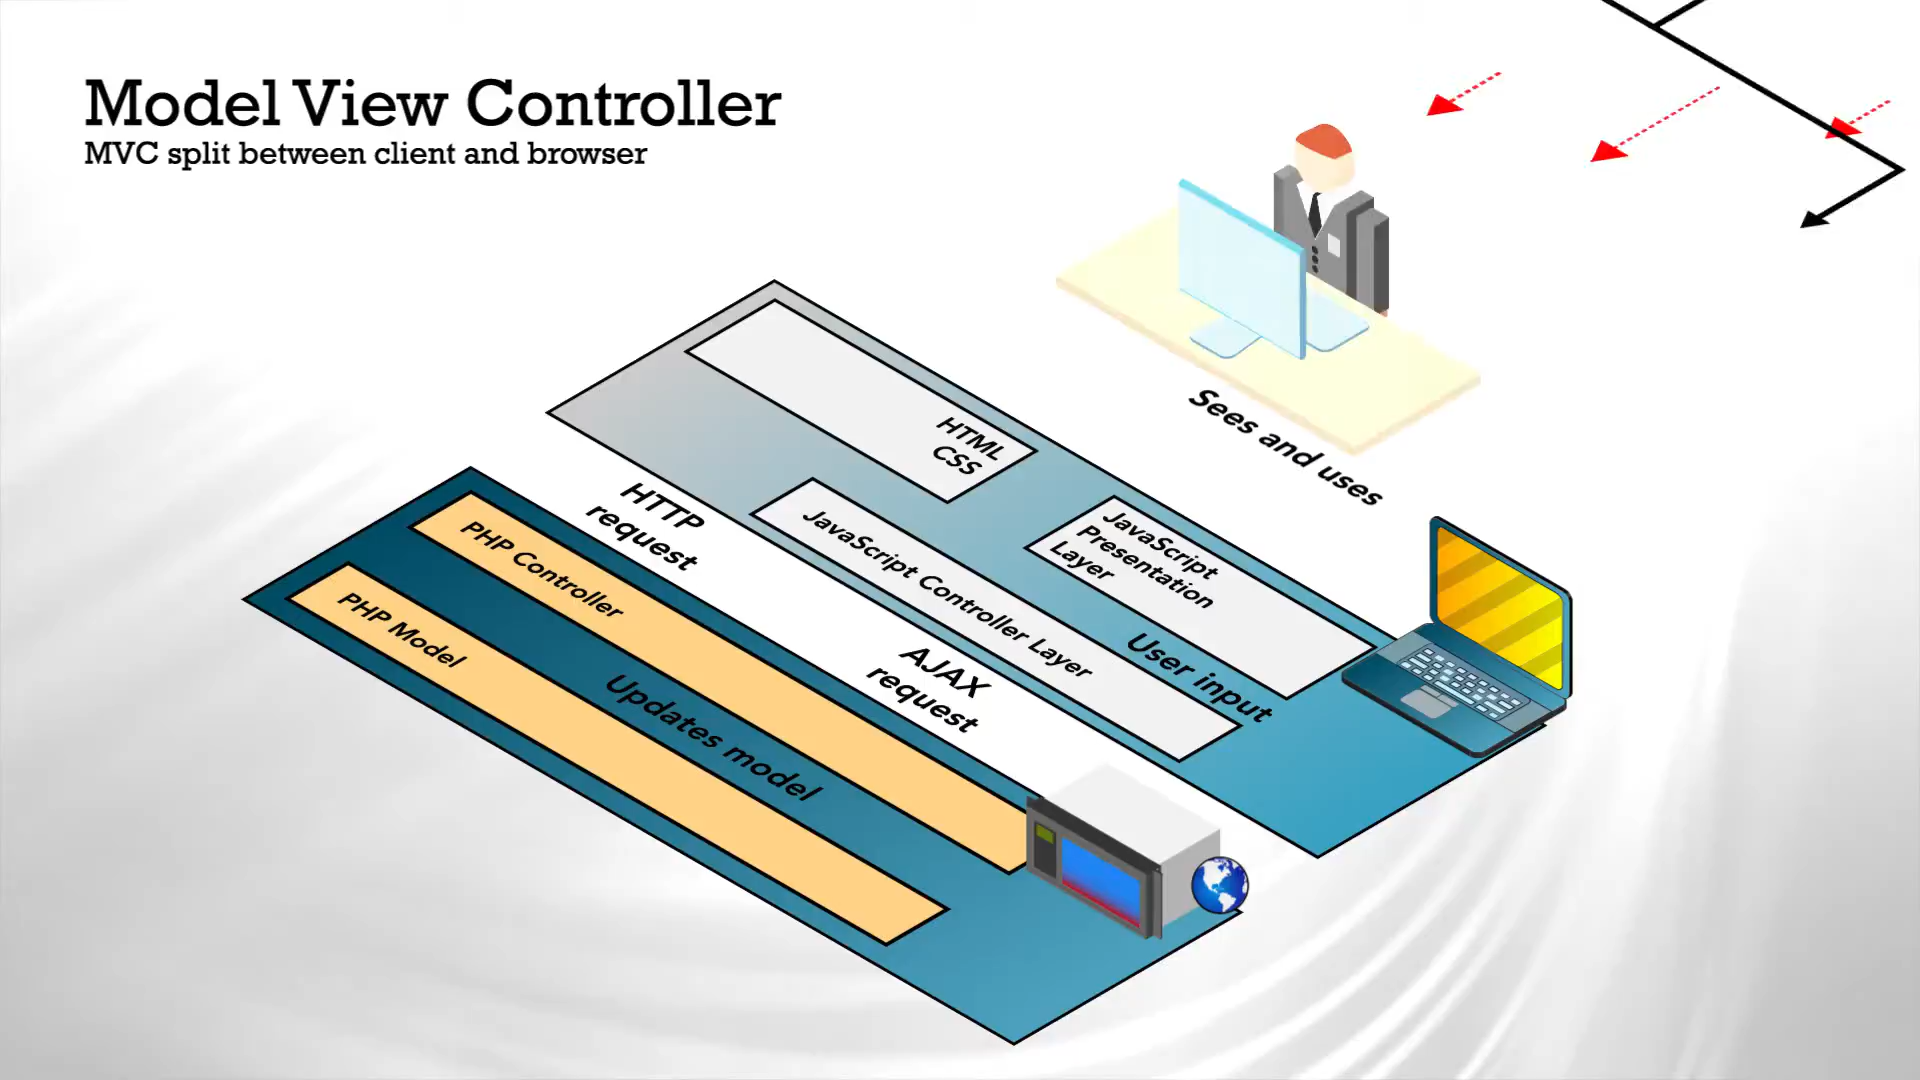 Model View Controller
MVC split between client and browser
Sees and uses
HTML
CSS
JavaScript
Presentation
Layer
User input
JavaScript Controller Layer
HTTP
request
AJAX
request
PHP Controller
Updates model
PHP Model